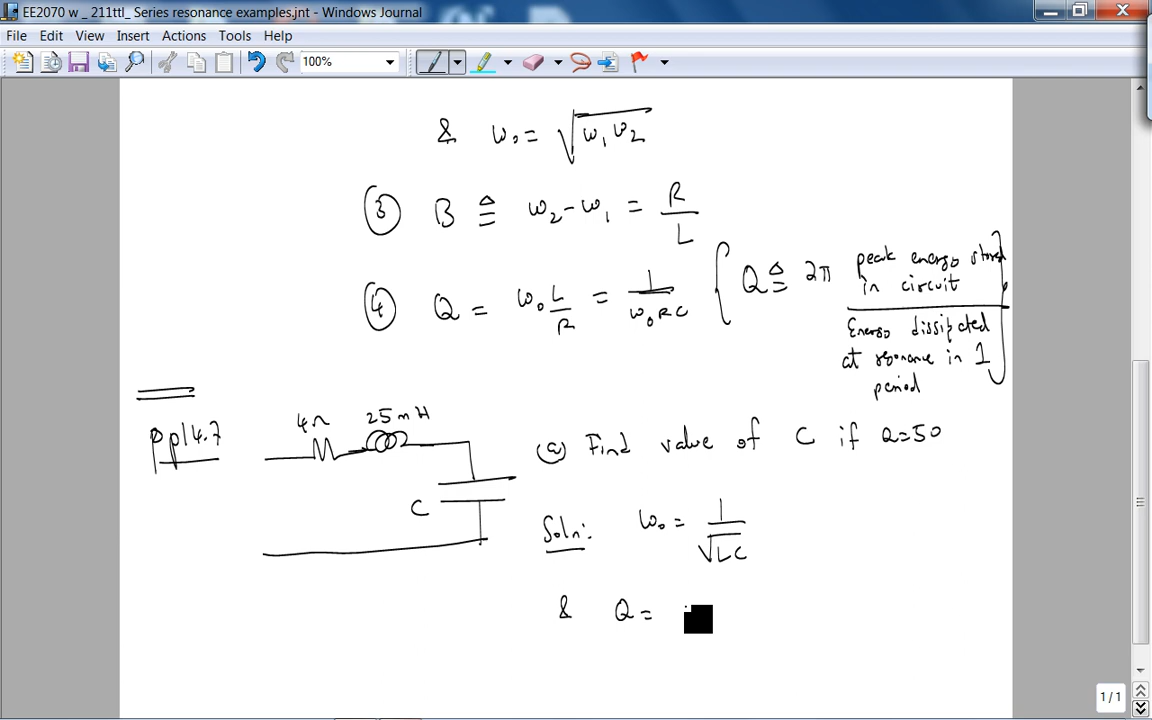 EE2070 w _ 211ttl_ Series resonance examples.jnt - Windows Journal
File Edit View Insert Actions Tools Help
100%
& ω₀ = √ω₁ω₂
③ B ≜ ω₂ - ω₁ = R/L
④ Q = ω₀L/R = 1/ω₀RC { Q ≜ 2π peak energy stored in circuit / Energy dissipated at resonance in 1 period }
PP14.7
4Ω 25mH
C
ⓐ Find value of C if Q=50
Soln: ω₀ = 1/√LC
& Q =
1/1